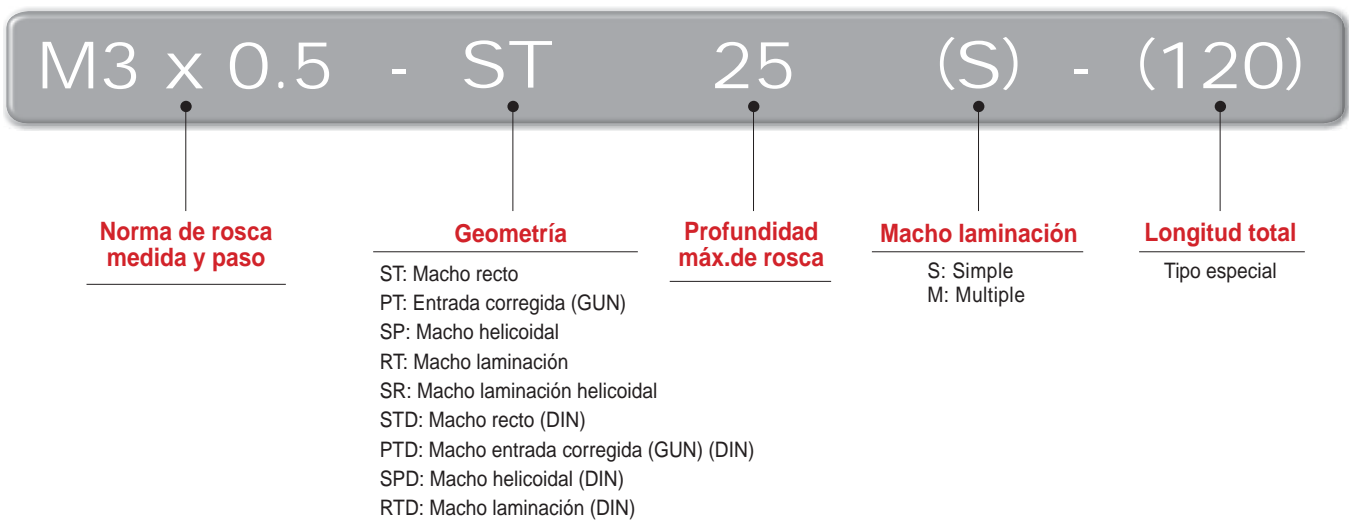 M3 x 0.5 - ST 25 (S) - (120)
Norma de rosca
medida y paso
Geometría
ST: Macho recto
PT: Entrada corregida (GUN)
SP: Macho helicoidal
RT: Macho laminación
SR: Macho laminación helicoidal
STD: Macho recto (DIN)
PTD: Macho entrada corregida (GUN) (DIN)
SPD: Macho helicoidal (DIN)
RTD: Macho laminación (DIN)
Profundidad
máx.de rosca
Macho laminación
S: Simple
M: Multiple
Longitud total
Tipo especial